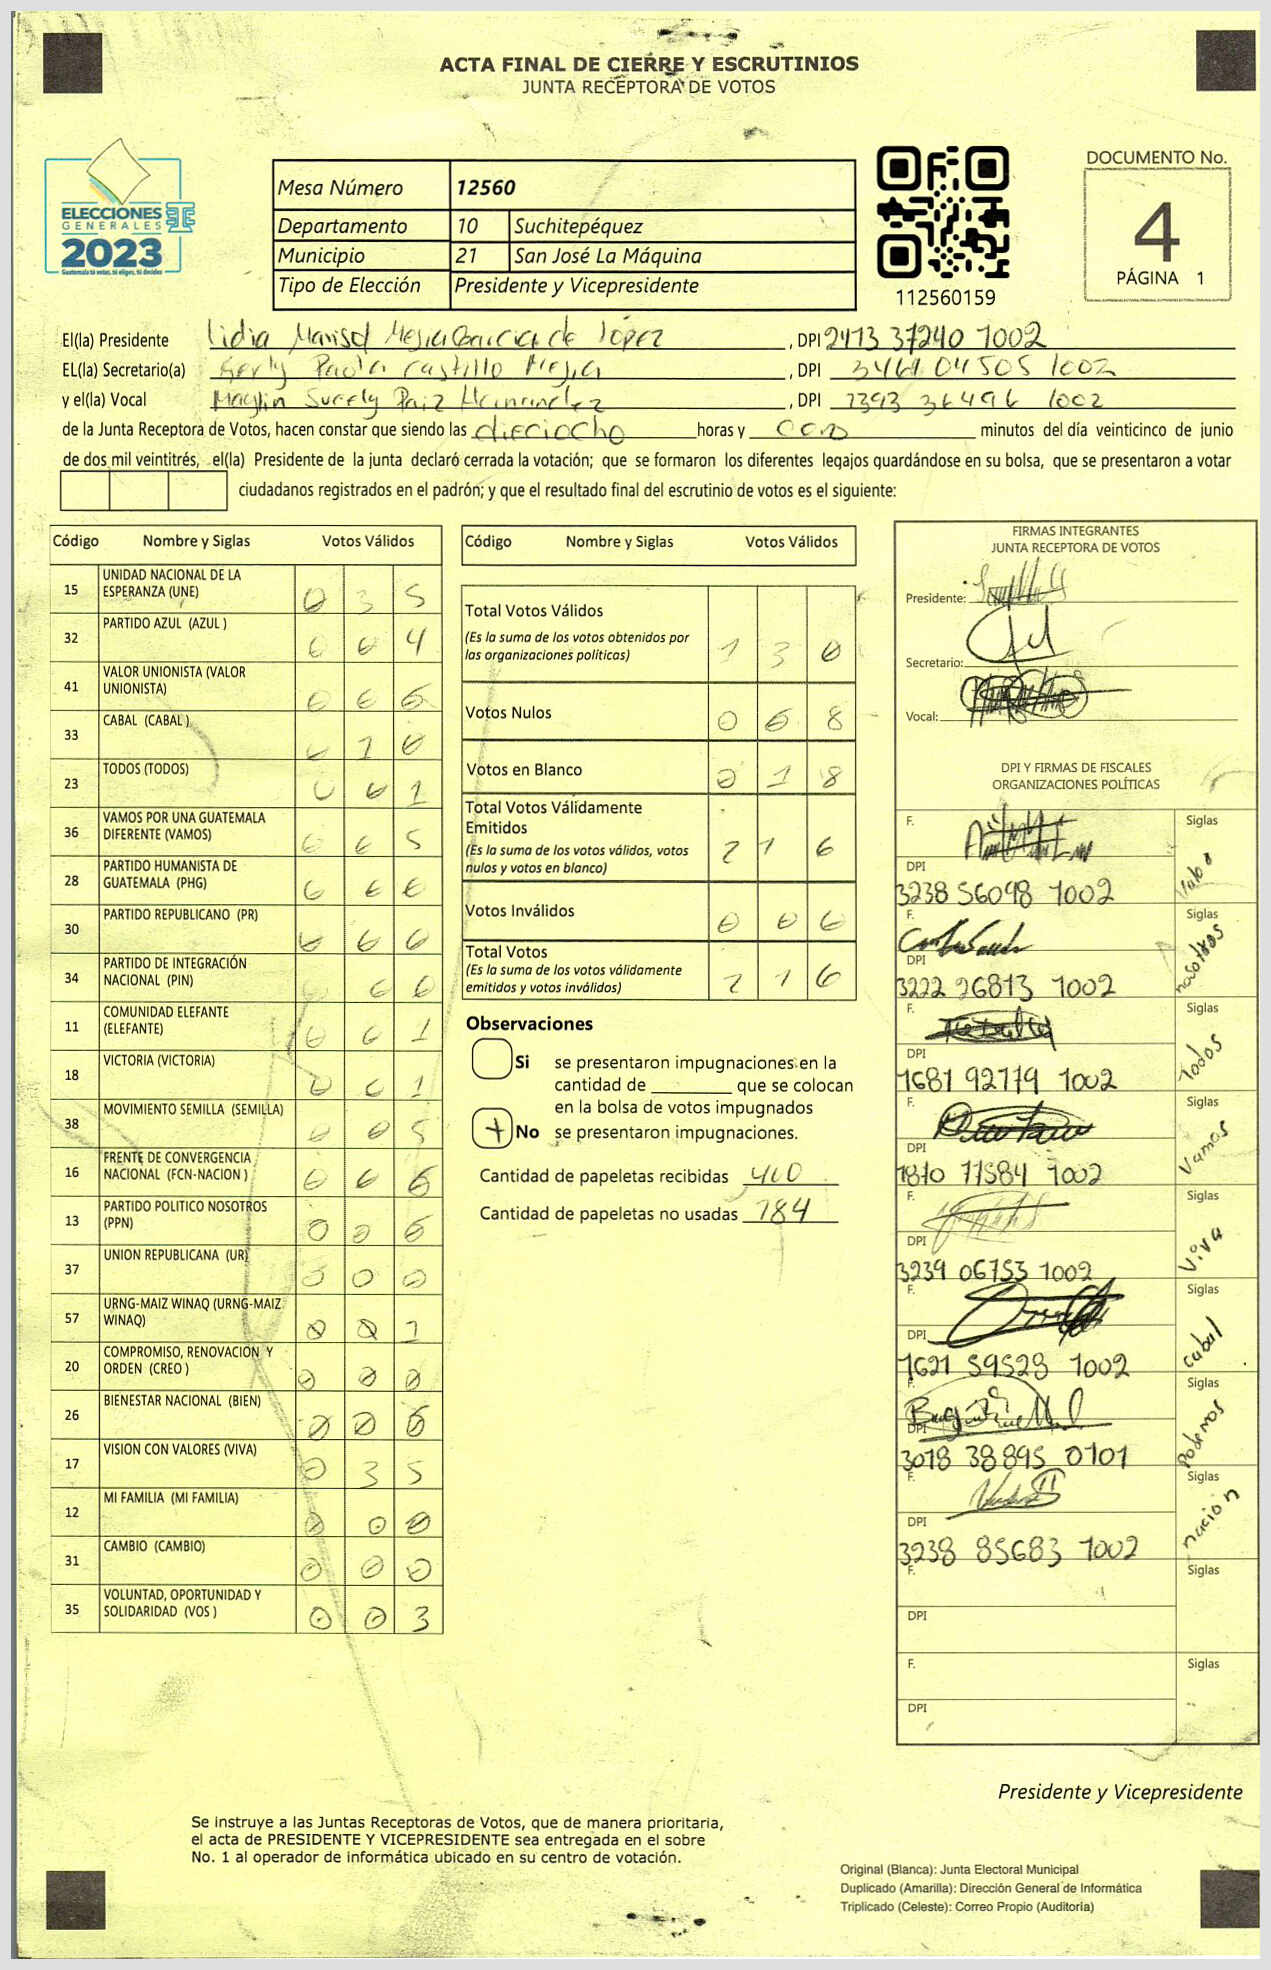 ACTA FINAL DE CIERRE Y ESCRUTINIOS
JUNTA RECEPTORA DE VOTOS
ELECCIONES
GENERALES
2023
Guatemala tú votas, tú eliges, tú decides
Mesa Número 12560
Departamento 10 Suchitepéquez
Municipio 21 San José La Máquina
Tipo de Elección Presidente y Vicepresidente
112560159
DOCUMENTO No.
4
PÁGINA 1
El(la) Presidente Lidia Marisol Mejia Garcia de López , DPI 2473 37240 1002
EL(la) Secretario(a) Gerly Paola Castillo Mejia , DPI 3461 04505 1002
y el(la) Vocal Maylin Surely Paiz Hernandez , DPI 2393 36496 1002
de la Junta Receptora de Votos, hacen constar que siendo las dieciocho horas y cero minutos del día veinticinco de junio
de dos mil veintitrés, el(la) Presidente de la junta declaró cerrada la votación; que se formaron los diferentes legajos guardándose en su bolsa, que se presentaron a votar
ciudadanos registrados en el padrón; y que el resultado final del escrutinio de votos es el siguiente:
Código Nombre y Siglas Votos Válidos
15 UNIDAD NACIONAL DE LA ESPERANZA (UNE) 0 3 5
32 PARTIDO AZUL (AZUL ) 0 0 4
41 VALOR UNIONISTA (VALOR UNIONISTA) 0 0
33 CABAL (CABAL ) 0 1 0
23 TODOS (TODOS) 0 0 1
36 VAMOS POR UNA GUATEMALA DIFERENTE (VAMOS) 0 0 5
28 PARTIDO HUMANISTA DE GUATEMALA (PHG) 0 0 0
30 PARTIDO REPUBLICANO (PR) 0 0 0
34 PARTIDO DE INTEGRACIÓN NACIONAL (PIN) 0 0
11 COMUNIDAD ELEFANTE (ELEFANTE) 0 0 1
18 VICTORIA (VICTORIA) 0 0 1
38 MOVIMIENTO SEMILLA (SEMILLA) 0 0 5
16 FRENTE DE CONVERGENCIA NACIONAL (FCN-NACION ) 0 0
13 PARTIDO POLITICO NOSOTROS (PPN) 0 0 6
37 UNION REPUBLICANA (UR) 0 0 0
57 URNG-MAIZ WINAQ (URNG-MAIZ WINAQ) 0 0 1
20 COMPROMISO, RENOVACIÓN Y ORDEN (CREO ) 0 0 0
26 BIENESTAR NACIONAL (BIEN) 0 0
17 VISION CON VALORES (VIVA) 0 3 5
12 MI FAMILIA (MI FAMILIA) 0 0 0
31 CAMBIO (CAMBIO) 0 0 0
35 VOLUNTAD, OPORTUNIDAD Y SOLIDARIDAD (VOS ) 0 0 3
Código Nombre y Siglas Votos Válidos
Total Votos Válidos 1 3 0
(Es la suma de los votos obtenidos por
las organizaciones políticas)
Votos Nulos 0 6 8
Votos en Blanco 0 1 8
Total Votos Válidamente
Emitidos 2 1 6
(Es la suma de los votos válidos, votos
nulos y votos en blanco)
Votos Inválidos 0 0 0
Total Votos 2 1 6
(Es la suma de los votos válidamente
emitidos y votos inválidos)
Observaciones
Si se presentaron impugnaciones en la
cantidad de que se colocan
en la bolsa de votos impugnados
+ No se presentaron impugnaciones.
Cantidad de papeletas recibidas 400
Cantidad de papeletas no usadas 184
FIRMAS INTEGRANTES
JUNTA RECEPTORA DE VOTOS
Presidente:
Secretario:
Vocal:
DPI Y FIRMAS DE FISCALES
ORGANIZACIONES POLÍTICAS
F. Siglas
DPI Valor
3238 56098 1002
F. Siglas
DPI nosotros
3222 26813 1002
F. Siglas
DPI Todos
1681 92779 1002
F. Siglas
DPI Vamos
1870 77584 1002
F. Siglas
DPI Viva
3239 06753 1002
F. Siglas
DPI cabal
1621 59528 1002
F. Siglas
DPI Podemos
3018 38895 0101
F. Siglas
DPI nacion
3238 85683 1002
F. Siglas
DPI
F. Siglas
DPI
Presidente y Vicepresidente
Se instruye a las Juntas Receptoras de Votos, que de manera prioritaria,
el acta de PRESIDENTE Y VICEPRESIDENTE sea entregada en el sobre
No. 1 al operador de informática ubicado en su centro de votación.
Original (Blanca): Junta Electoral Municipal
Duplicado (Amarilla): Dirección General de Informática
Triplicado (Celeste): Correo Propio (Auditoría)